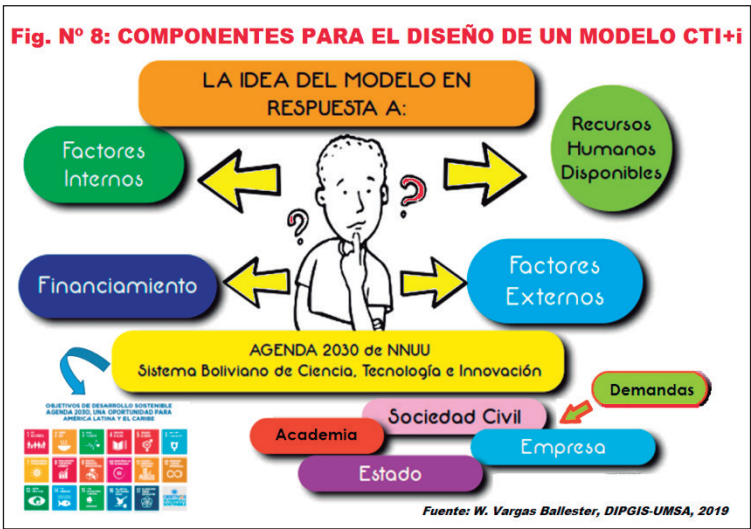 Fig. Nº 8: COMPONENTES PARA EL DISEÑO DE UN MODELO CTI+i
LA IDEA DEL MODELO EN
RESPUESTA A:
Factores
Internos
Recursos
Humanos
Disponibles
?
?
Financiamiento
Factores
Externos
AGENDA 2030 de NNUU
Sistema Boliviano de Ciencia, Tecnología e Innovación
OBJETIVOS DE DESARROLLO SOSTENIBLE
AGENDA 2030, UNA OPORTUNIDAD PARA
AMÉRICA LATINA Y EL CARIBE
Demandas
Sociedad Civil
Academia
Empresa
Estado
Fuente: W. Vargas Ballester, DIPGIS-UMSA, 2019